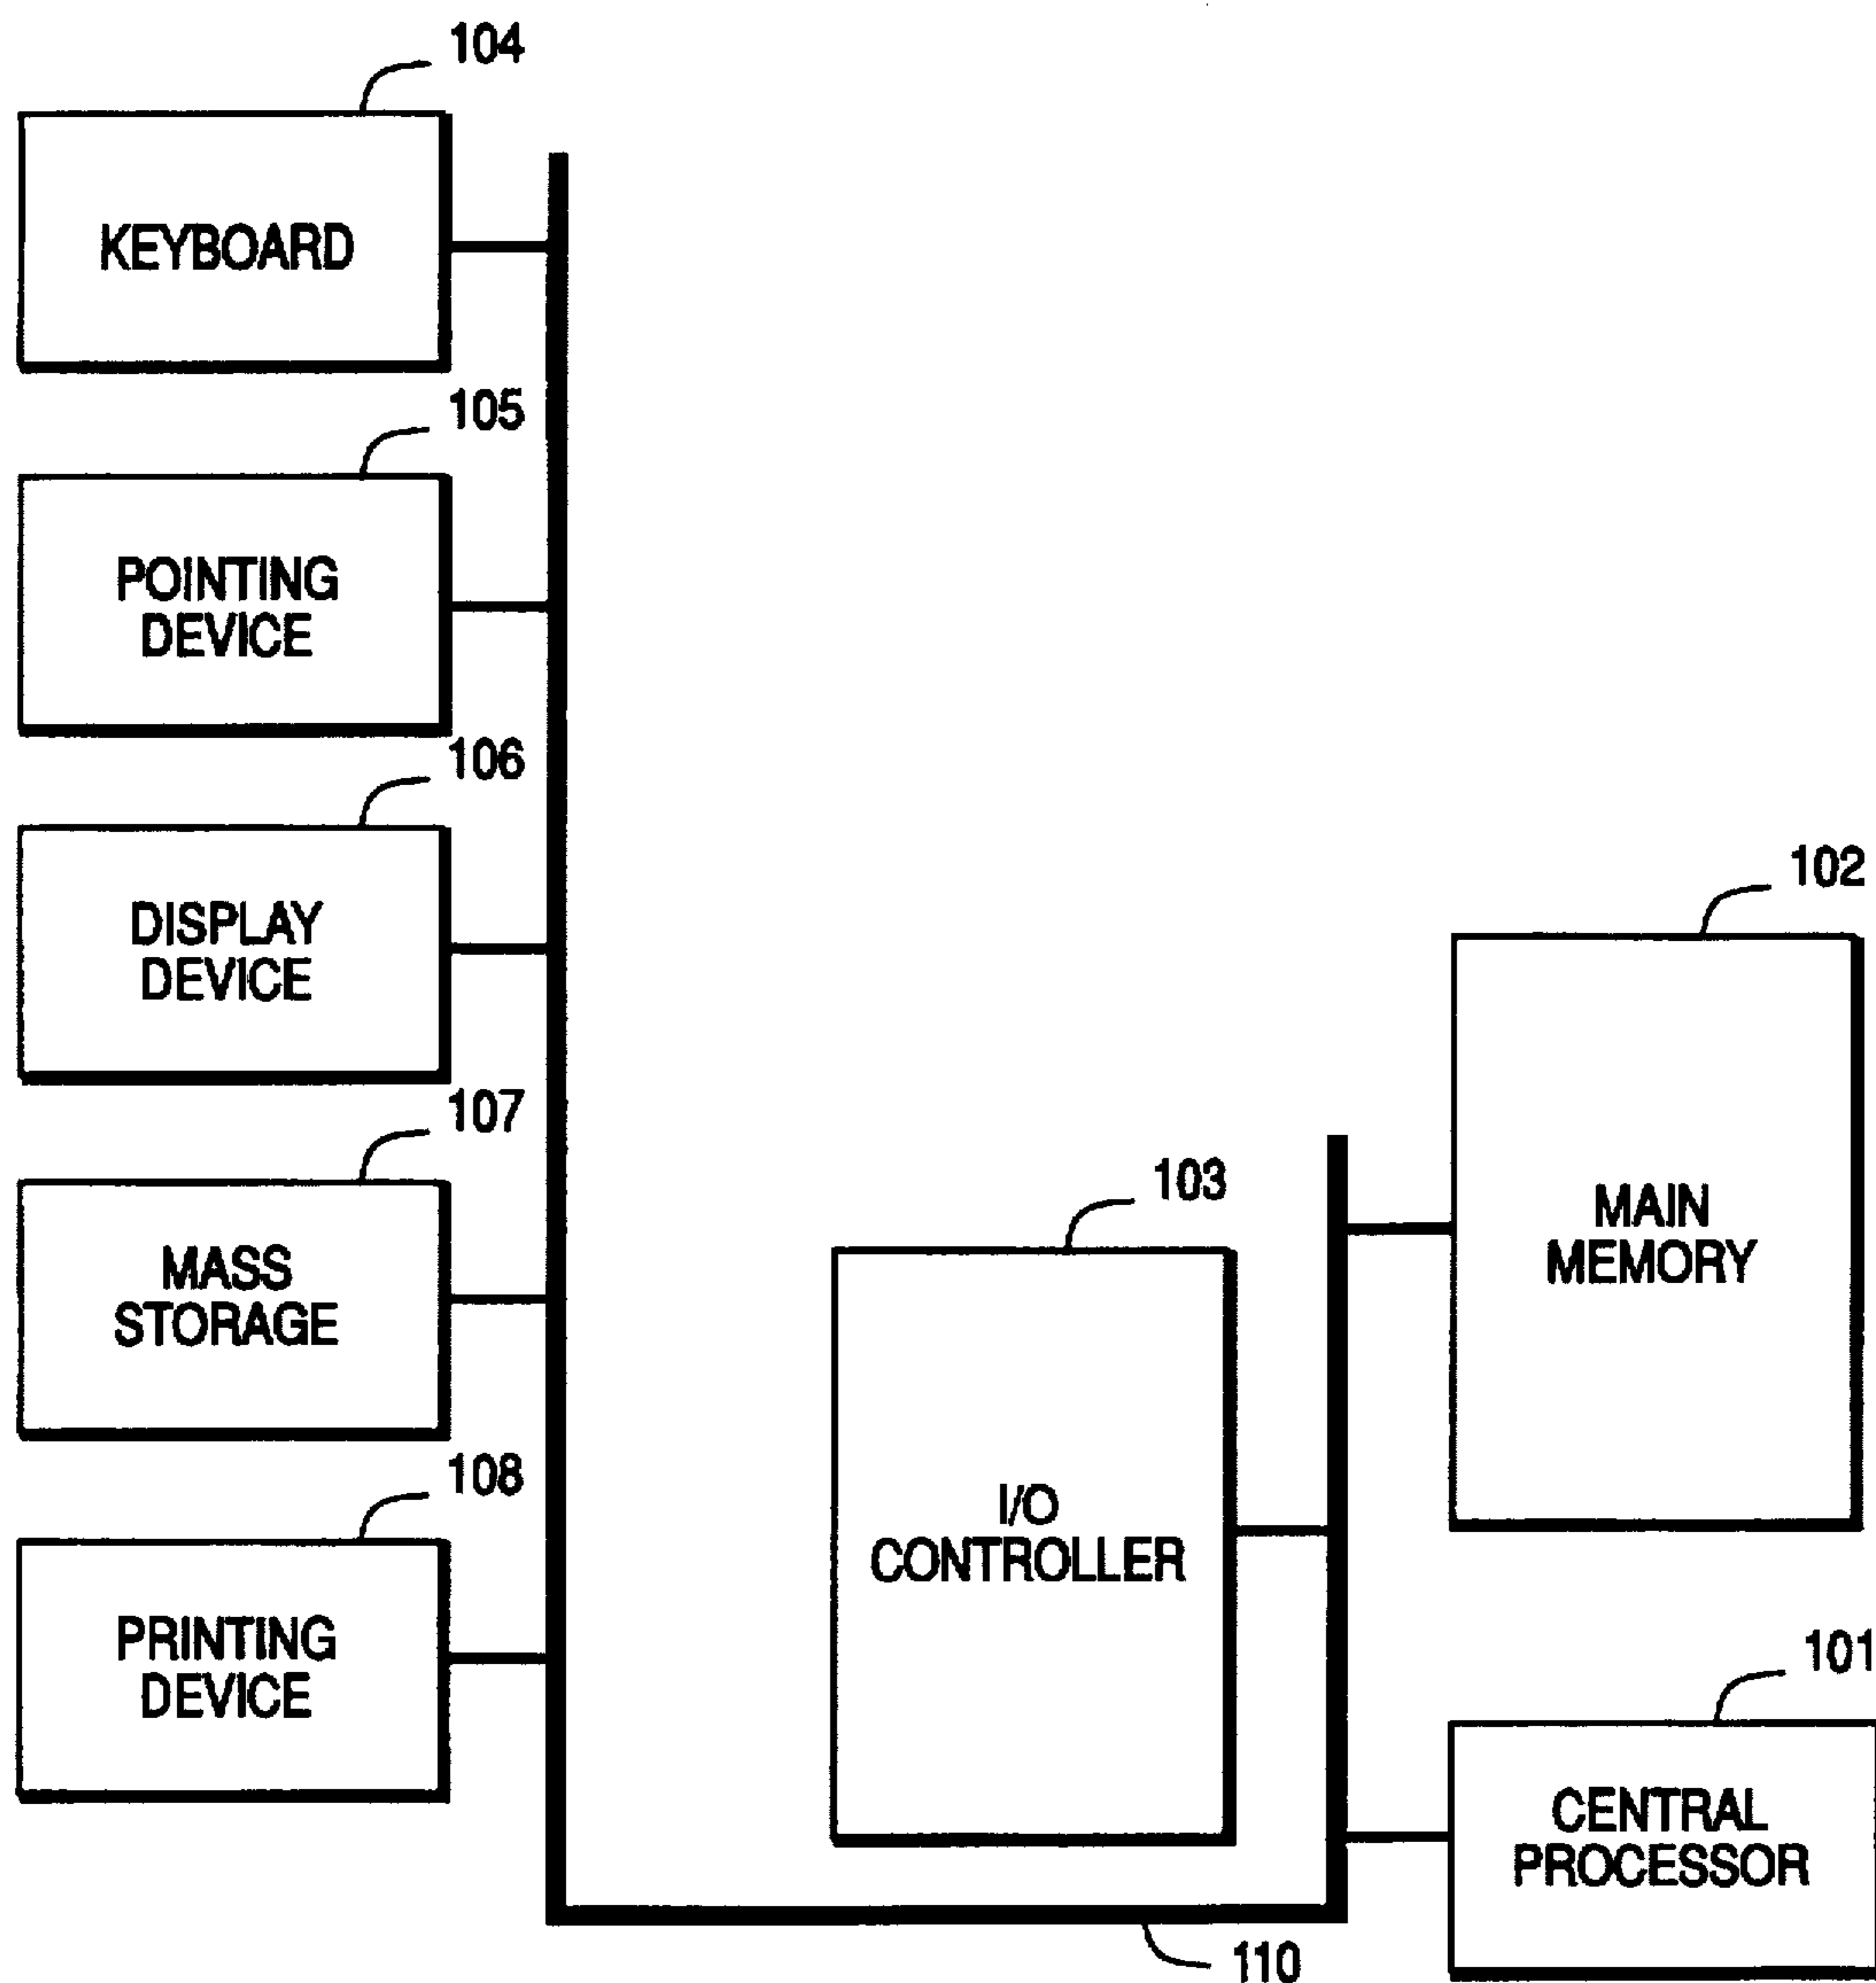 104
KEYBOARD
105
POINTING
DEVICE
106
DISPLAY
DEVICE
107
MASS
STORAGE
108
PRINTING
DEVICE
103
I/O
CONTROLLER
102
MAIN
MEMORY
101
CENTRAL
PROCESSOR
110